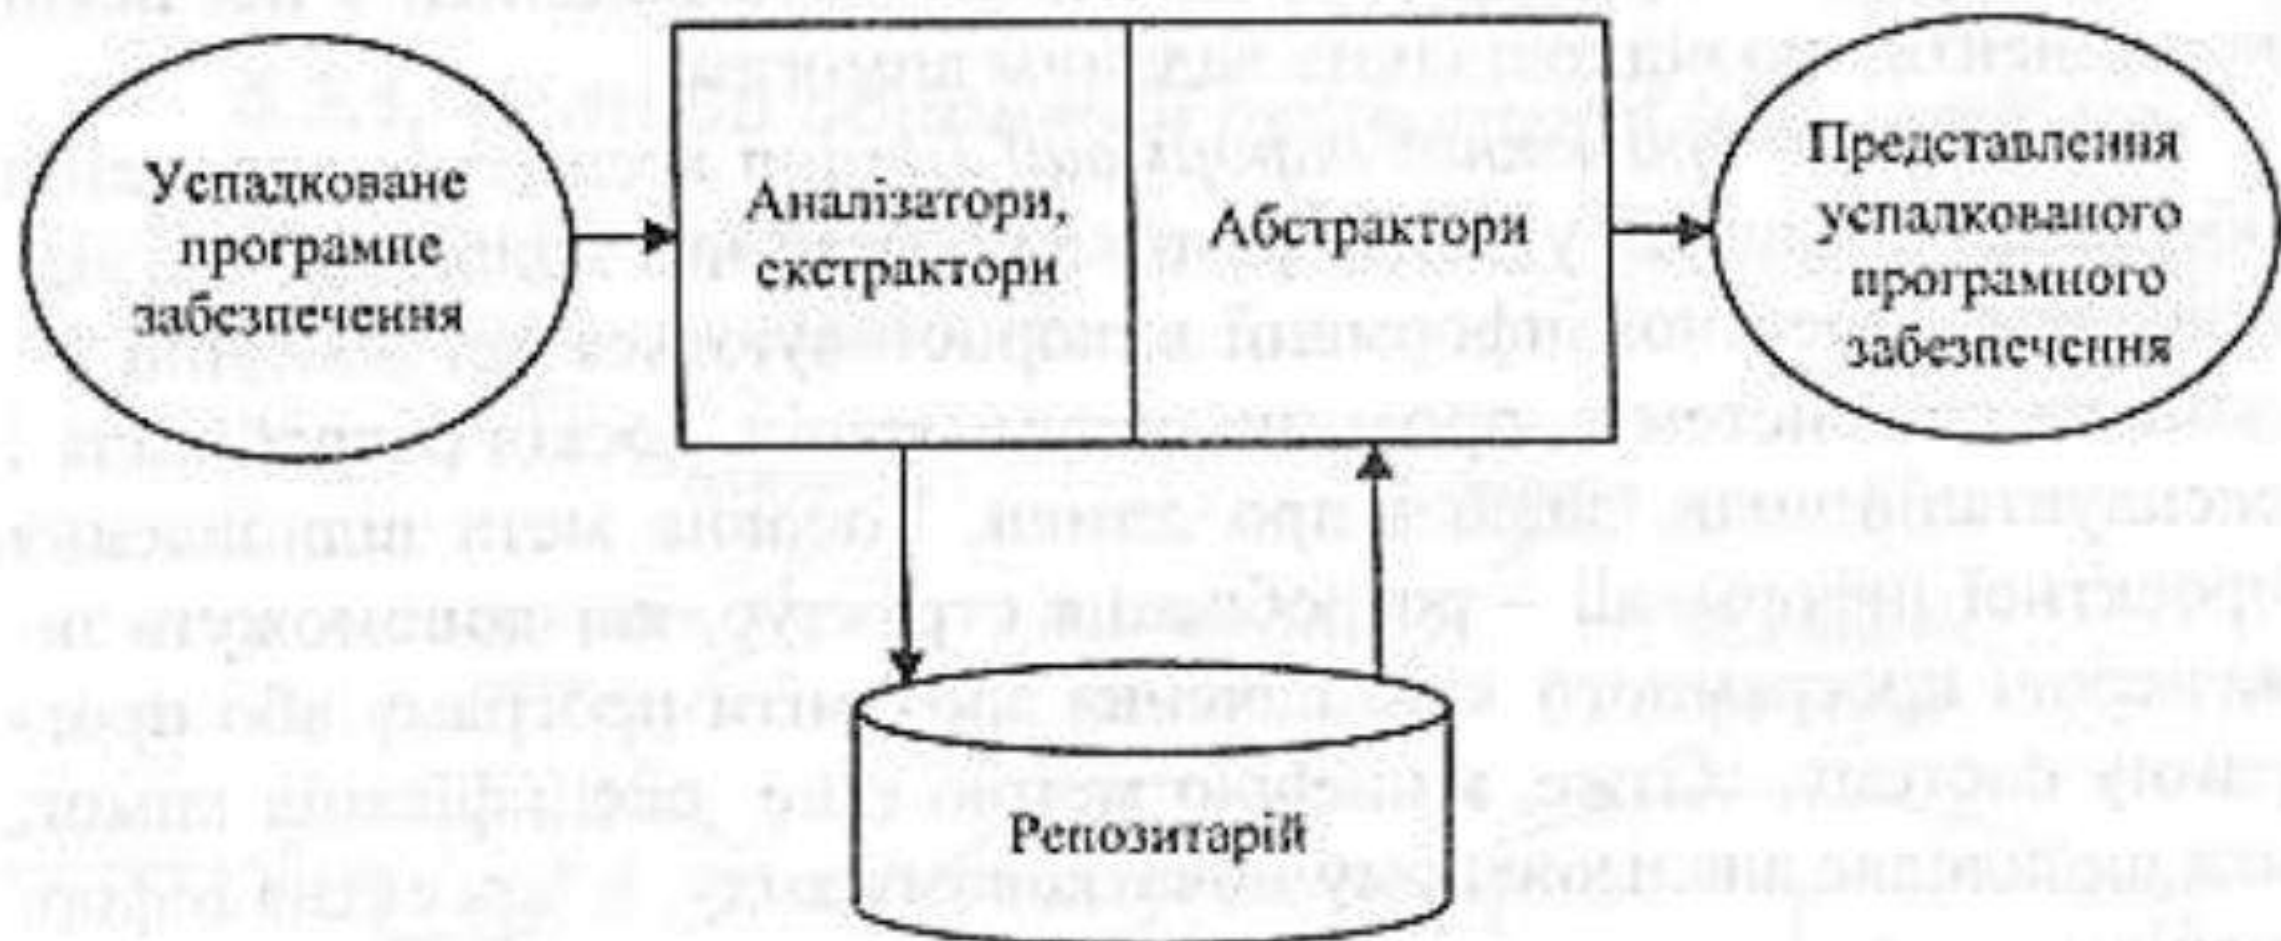 Успадковане
програмне
забезпечення
Аналізатори,
екстрактори
Абстрактори
Представлення
успадкованого
програмного
забезпечення
Репозитарій